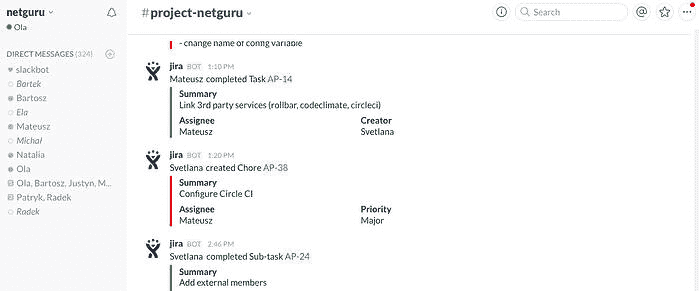 netguru
Ola
DIRECT MESSAGES (324)
slackbot
Bartek
Bartosz
Ela
Mateusz
Michał
Natalia
Ola
Ola, Bartosz, Justyn, M...
Patryk, Radek
Radek
#project-netguru
Search
- change name of config variable
jira BOT 1:10 PM
Mateusz completed Task AP-14
Summary
Link 3rd party services (rollbar, codeclimate, circleci)
Assignee Creator
Mateusz Svetlana
jira BOT 1:20 PM
Svetlana created Chore AP-38
Summary
Configure Circle CI
Assignee Priority
Mateusz Major
jira BOT 2:46 PM
Svetlana completed Sub-task AP-24
Summary
Add external members